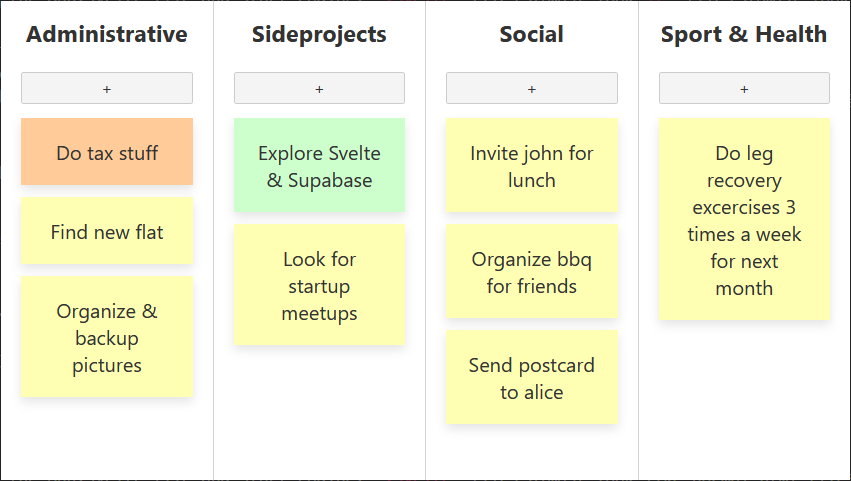 Administrative
+
Do tax stuff
Find new flat
Organize &
backup
pictures
Sideprojects
+
Explore Svelte
& Supabase
Look for
startup
meetups
Social
+
Invite john for
lunch
Organize bbq
for friends
Send postcard
to alice
Sport & Health
+
Do leg
recovery
excercises 3
times a week
for next
month